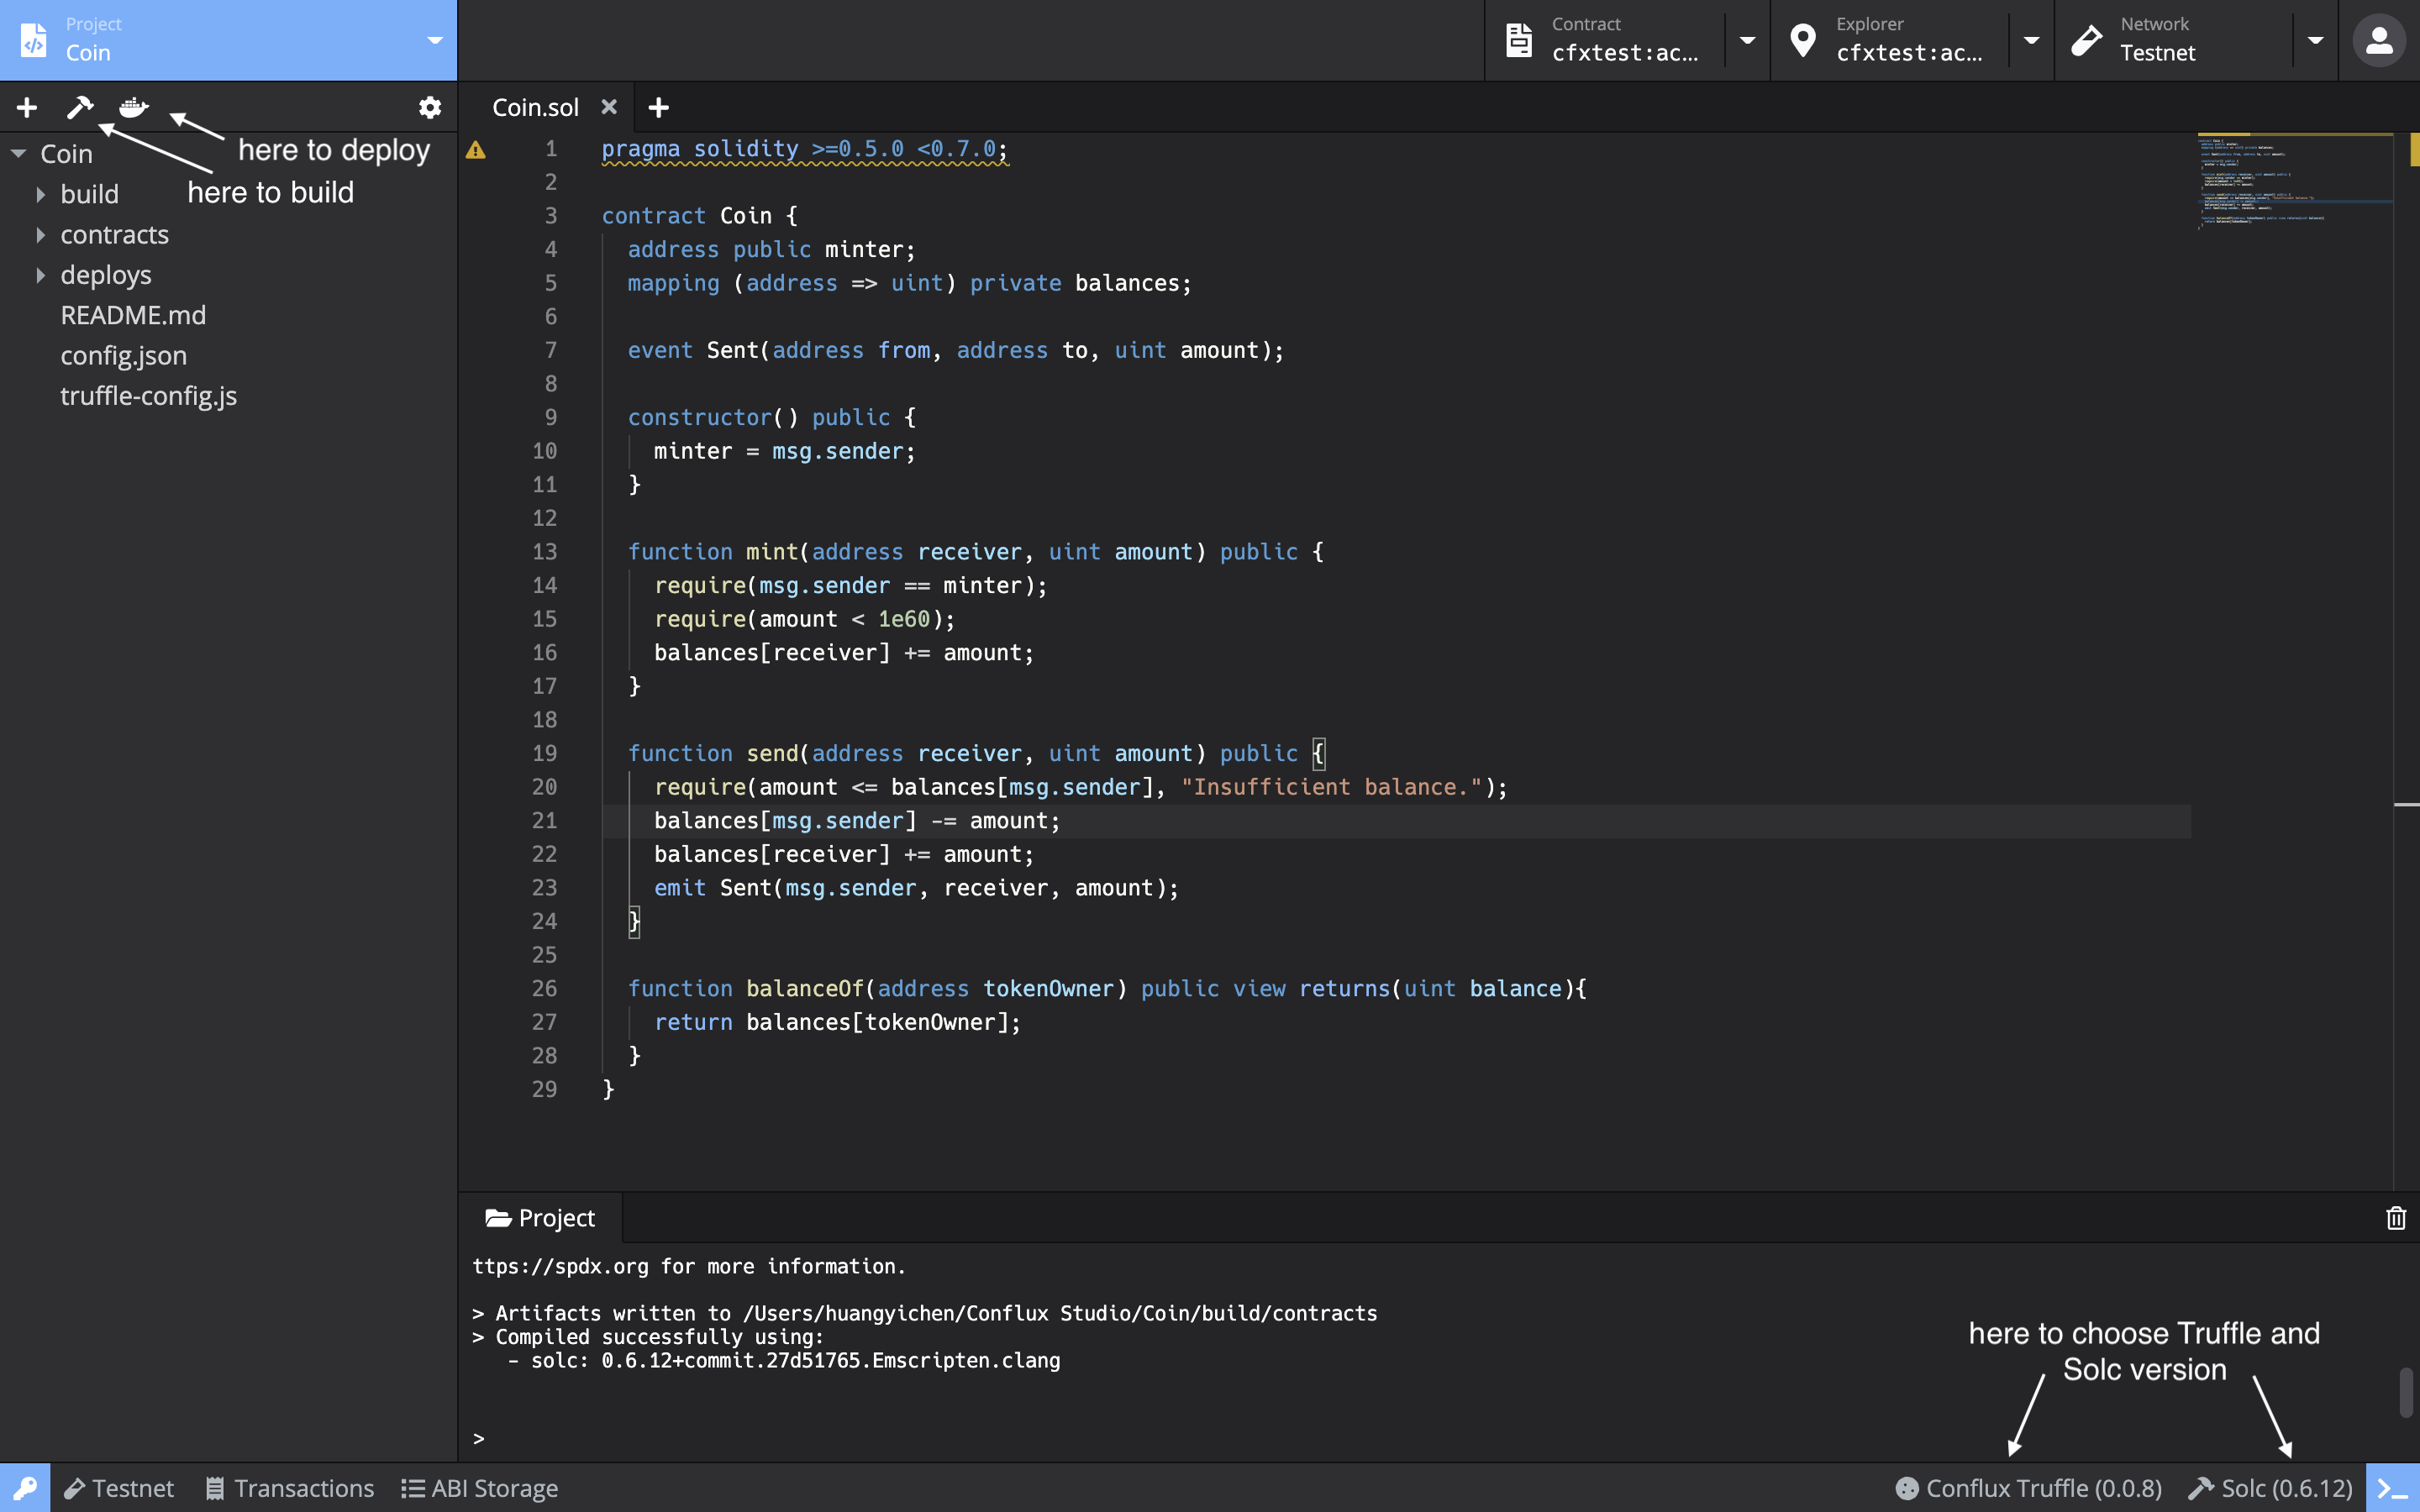 Project
Coin
Contract
cfxtest:ac...
Explorer
cfxtest:ac...
Network
Testnet
here to deploy
here to build
Coin
build
contracts
deploys
README.md
config.json
truffle-config.js
Coin.sol
1 pragma solidity >=0.5.0 <0.7.0;
2
3 contract Coin {
4 address public minter;
5 mapping (address => uint) private balances;
6
7 event Sent(address from, address to, uint amount);
8
9 constructor() public {
10 minter = msg.sender;
11 }
12
13 function mint(address receiver, uint amount) public {
14 require(msg.sender == minter);
15 require(amount < 1e60);
16 balances[receiver] += amount;
17 }
18
19 function send(address receiver, uint amount) public {
20 require(amount <= balances[msg.sender], "Insufficient balance.");
21 balances[msg.sender] -= amount;
22 balances[receiver] += amount;
23 emit Sent(msg.sender, receiver, amount);
24 }
25
26 function balanceOf(address tokenOwner) public view returns(uint balance){
27 return balances[tokenOwner];
28 }
29 }
Project
ttps://spdx.org for more information.
> Artifacts written to /Users/huangyichen/Conflux Studio/Coin/build/contracts
> Compiled successfully using:
- solc: 0.6.12+commit.27d51765.Emscripten.clang
>
here to choose Truffle and
Solc version
Testnet
Transactions
ABI Storage
Conflux Truffle (0.0.8)
Solc (0.6.12)